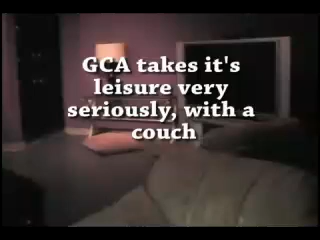 GCA takes it's
leisure very
seriously, with a
couch